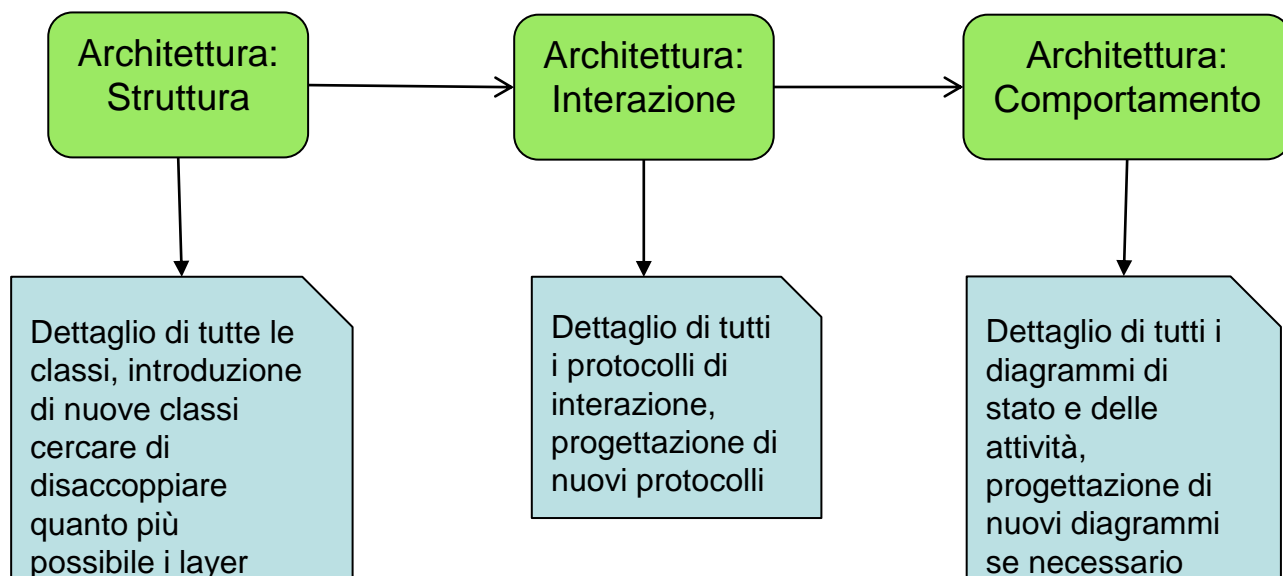 Architettura:
Struttura
Architettura:
Interazione
Architettura:
Comportamento
Dettaglio di tutte le
classi, introduzione
di nuove classi
cercare di
disaccoppiare
quanto più
possibile i layer
Dettaglio di tutti
i protocolli di
interazione,
progettazione di
nuovi protocolli
Dettaglio di tutti i
diagrammi di
stato e delle
attività,
progettazione di
nuovi diagrammi
se necessario